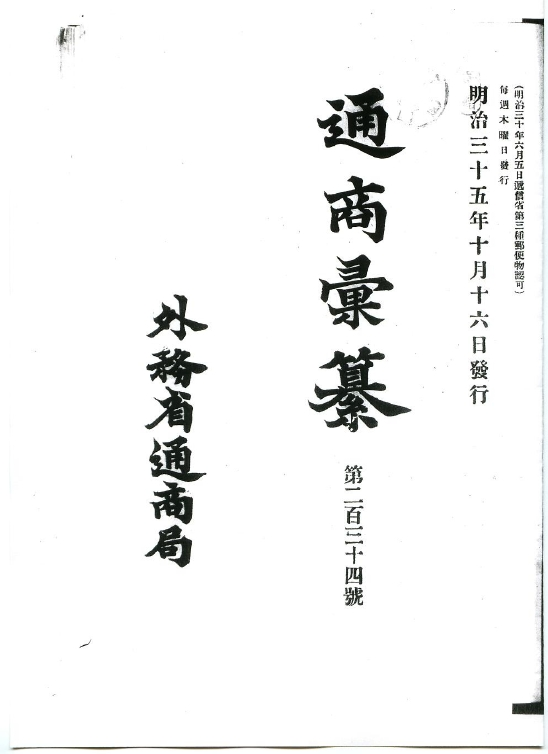 (明治三十年六月五日遞信省第三種郵便物認可)
每週木曜日發行
明治三十五年十月十六日發行
通商彙纂
第二百三十四號
外務省通商局